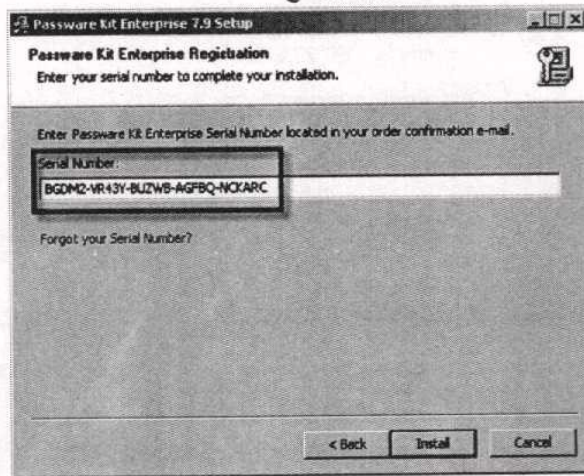 Passware Kit Enterprise 7.9 Setup
Passware Kit Enterprise Registration
Enter your serial number to complete your installation.
Enter Passware Kit Enterprise Serial Number located in your order confirmation e-mail.
Serial Number:
BGDM2-VR43Y-BUZWB-AGFBQ-NCKARC
Forgot your Serial Number?
< Back Install Cancel